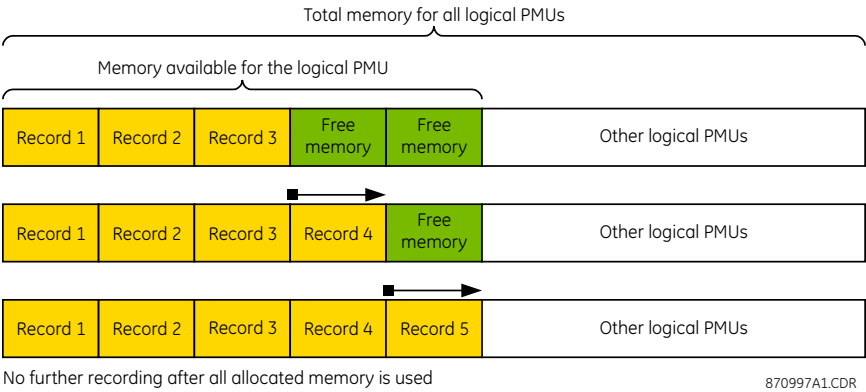 Total memory for all logical PMUs
Memory available for the logical PMU
Record 1 Record 2 Record 3 Free memory Free memory Other logical PMUs
Record 1 Record 2 Record 3 Record 4 Free memory Other logical PMUs
Record 1 Record 2 Record 3 Record 4 Record 5 Other logical PMUs
No further recording after all allocated memory is used
870997A1.CDR